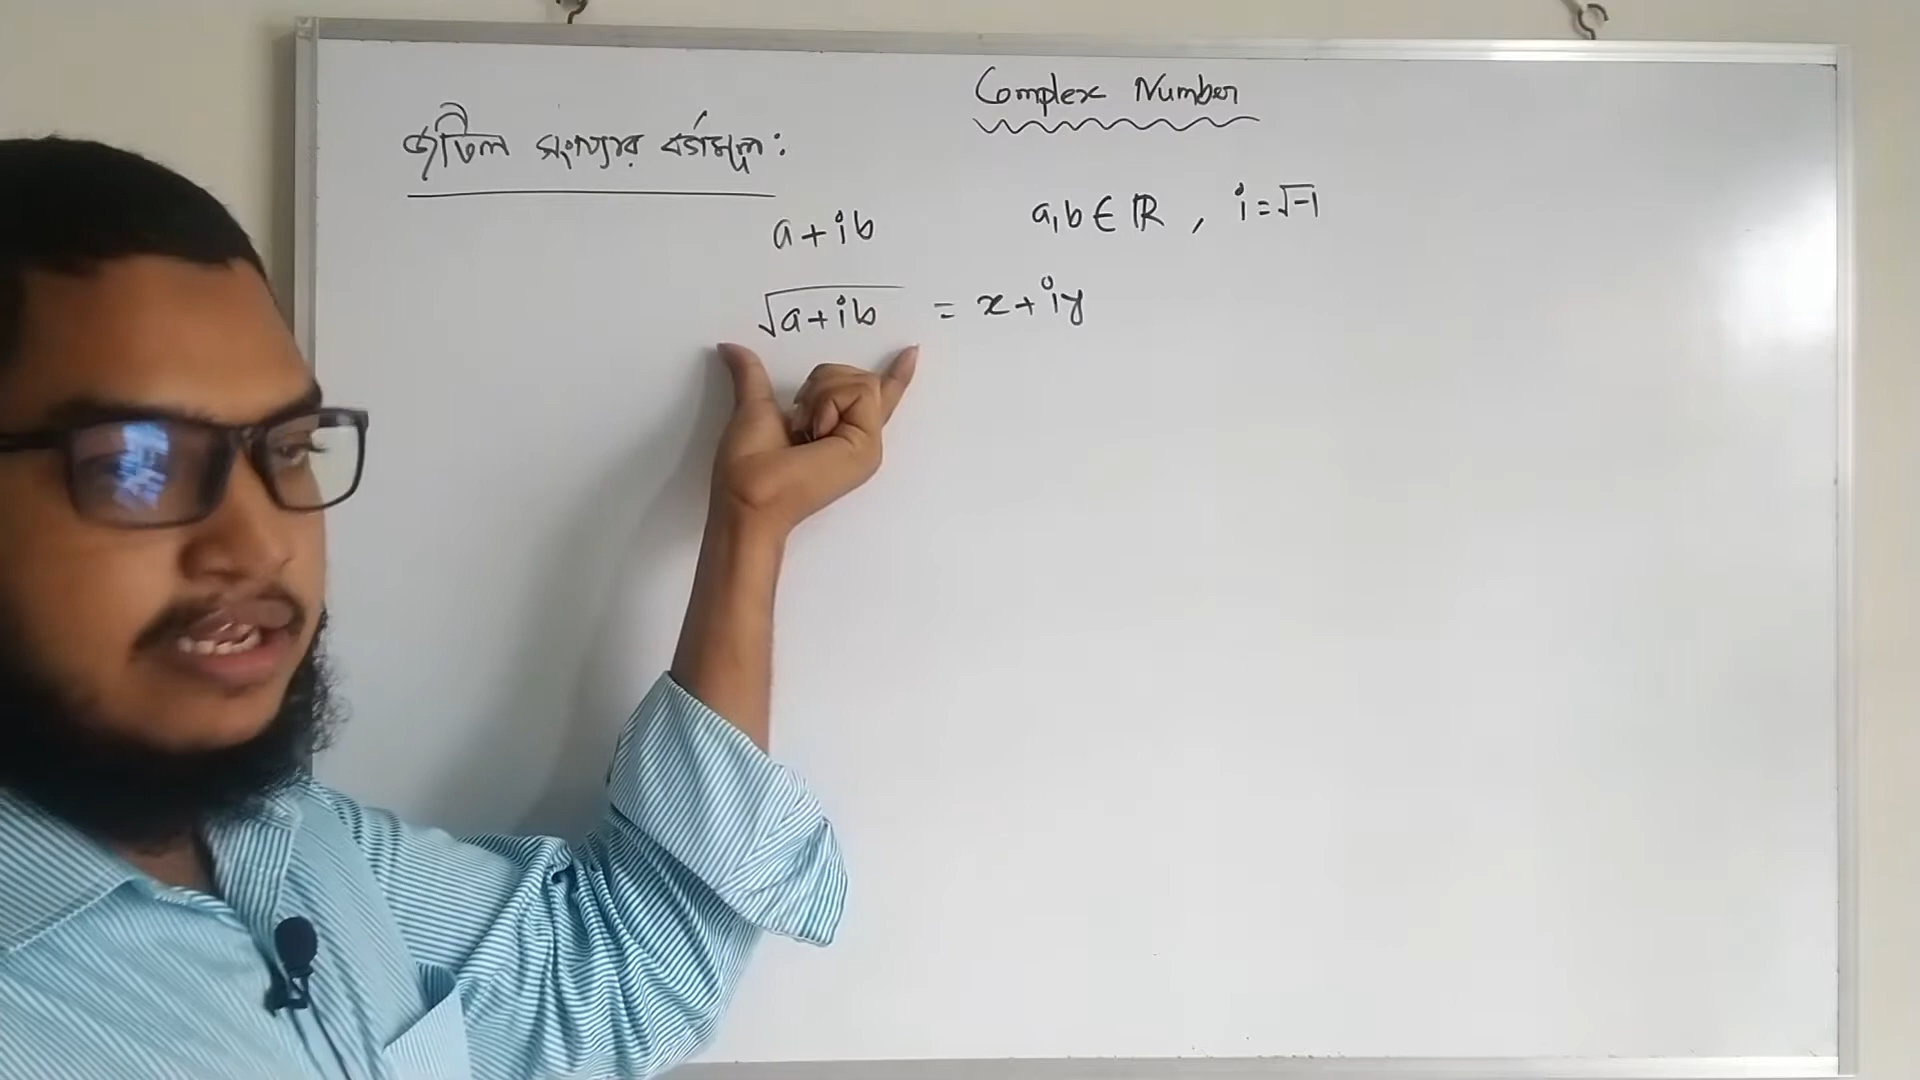 Complex Number
জটিল সংখ্যার বর্গমূল :
a+ib a,b ∈ ℝ , i=√-1
√a+ib = x+iy